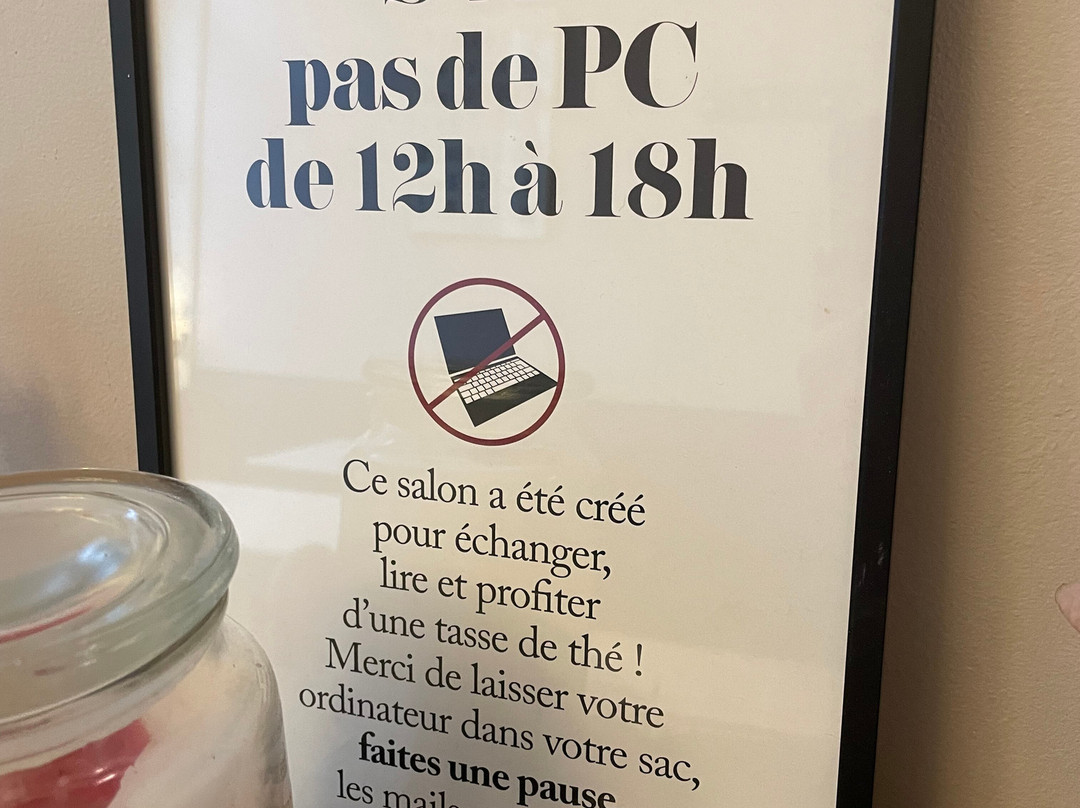 pas de PC
de 12h à 18h
Ce salon a été créé
pour échanger,
lire et profiter
d'une tasse de thé !
Merci de laisser votre
ordinateur dans votre sac,
faites une pause
les